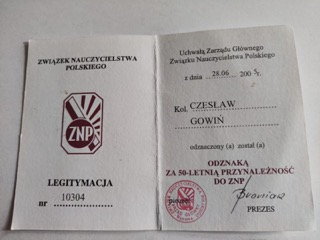 ZWIĄZEK NAUCZYCIELSTWA
POLSKIEGO
ZNP
LEGITYMACJA
nr 10304
Uchwałą Zarządu Głównego
Związku Nauczycielstwa Polskiego
z dnia 28.06 2005r.
Kol. CZESŁAW
GOWIN
odznaczony (a) został (a)
ODZNAKĄ
ZA 50-LETNIĄ PRZYNALEŻNOŚĆ
DO ZNP
PREZES